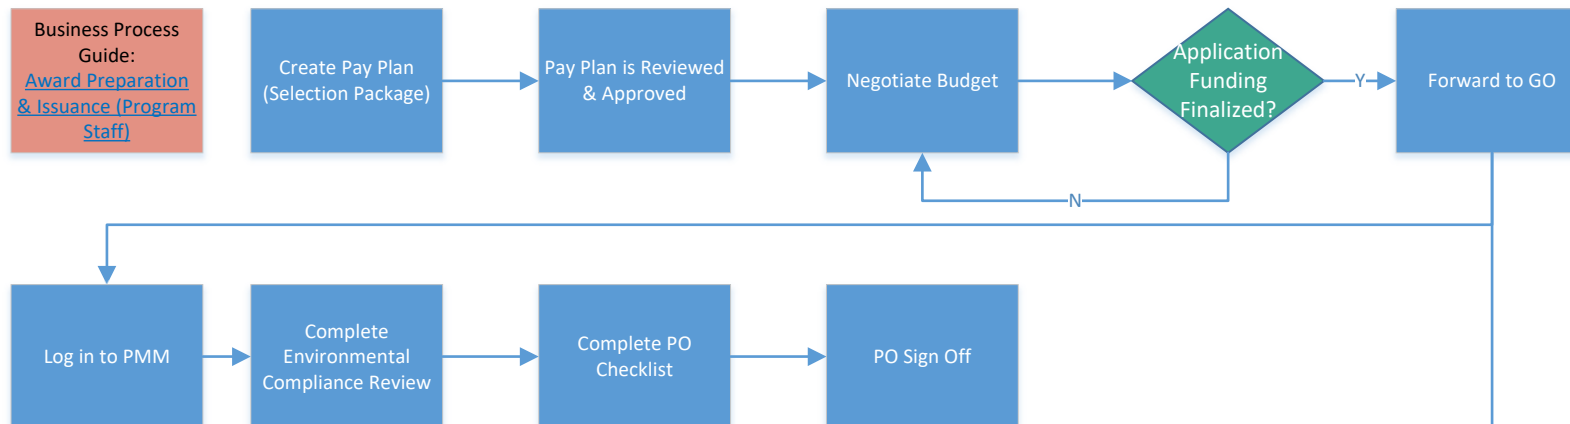 Business Process
Guide:
Award Preparation
& Issuance (Program
Staff)
Create Pay Plan
(Selection Package)
Pay Plan is Reviewed
& Approved
Negotiate Budget
Application
Funding
Finalized?
Y
Forward to GO
N
Log in to PMM
Complete
Environmental
Compliance Review
Complete PO
Checklist
PO Sign Off